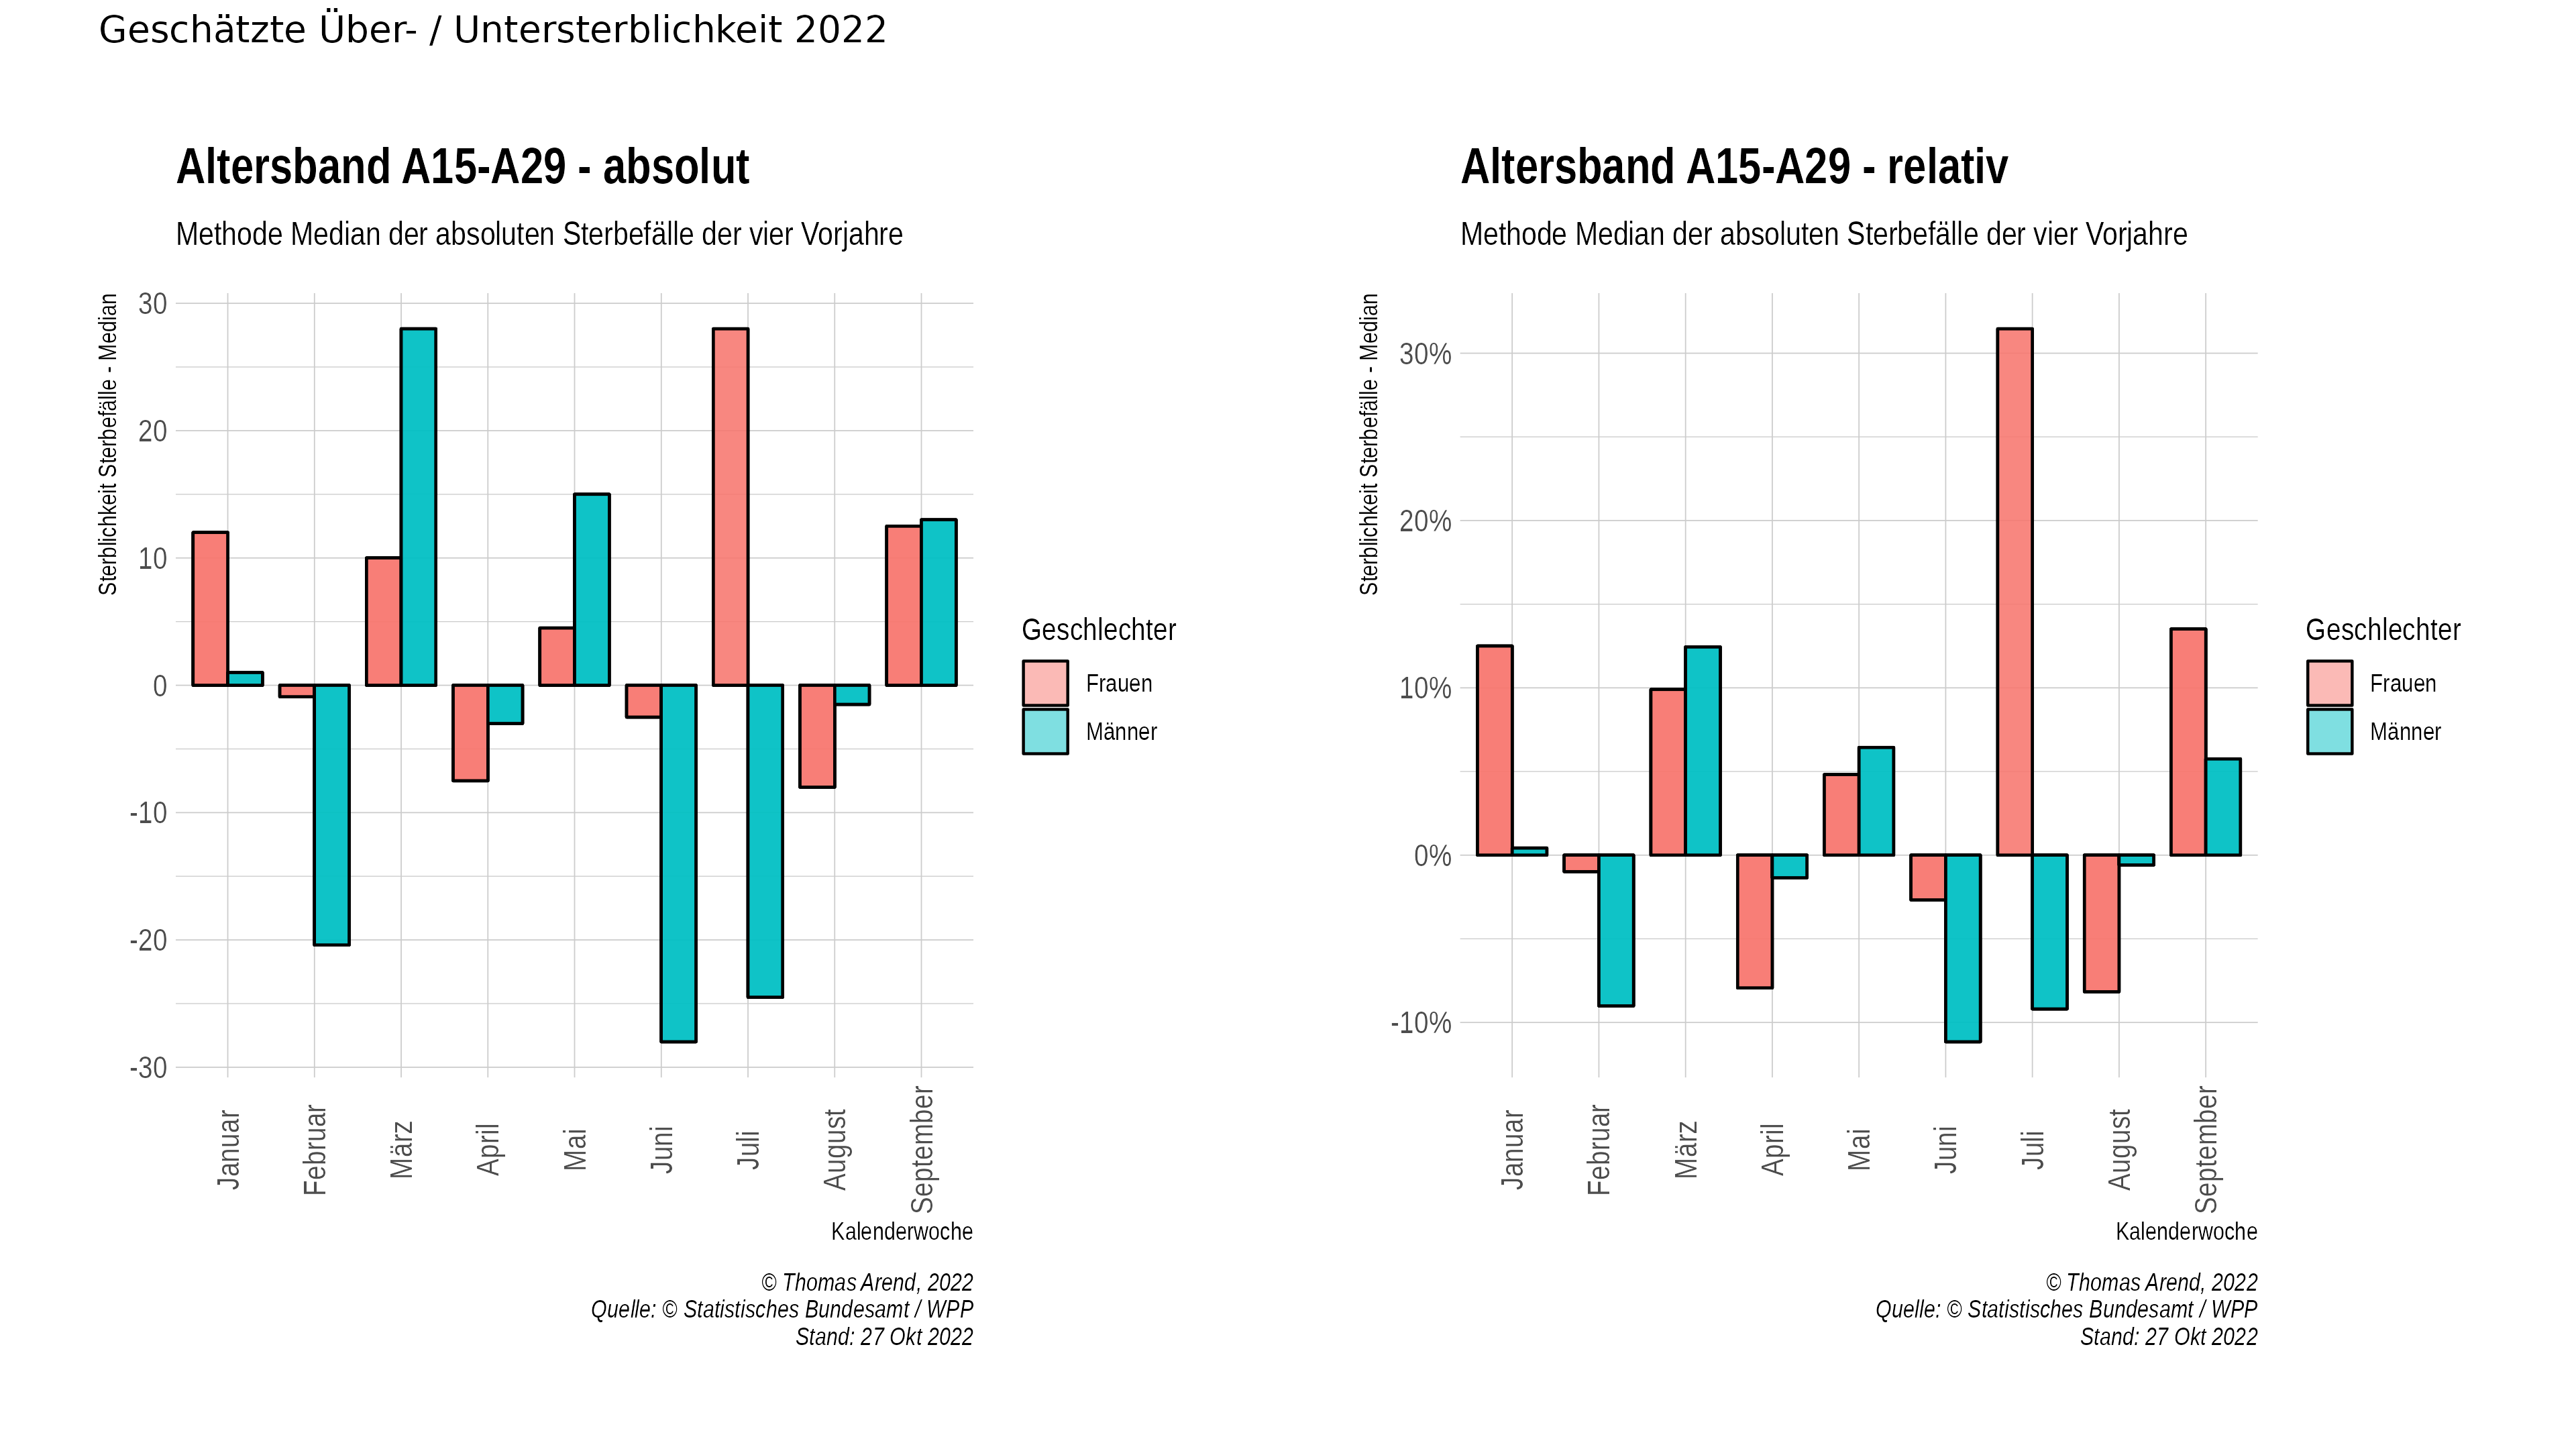 Geschätzte Über- / Untersterblichkeit 2022
Altersband A15-A29 - absolut
Methode Median der absoluten Sterbefälle der vier Vorjahre
Sterblichkeit Sterbefälle - Median
30
20
10
0
-10
-20
-30
Januar
Februar
März
April
Mai
Juni
Juli
August
September
Kalenderwoche
Geschlechter
Frauen
Männer
© Thomas Arend, 2022
Quelle: © Statistisches Bundesamt / WPP
Stand: 27 Okt 2022
Altersband A15-A29 - relativ
Methode Median der absoluten Sterbefälle der vier Vorjahre
Sterblichkeit Sterbefälle - Median
30%
20%
10%
0%
-10%
Januar
Februar
März
April
Mai
Juni
Juli
August
September
Kalenderwoche
Geschlechter
Frauen
Männer
© Thomas Arend, 2022
Quelle: © Statistisches Bundesamt / WPP
Stand: 27 Okt 2022